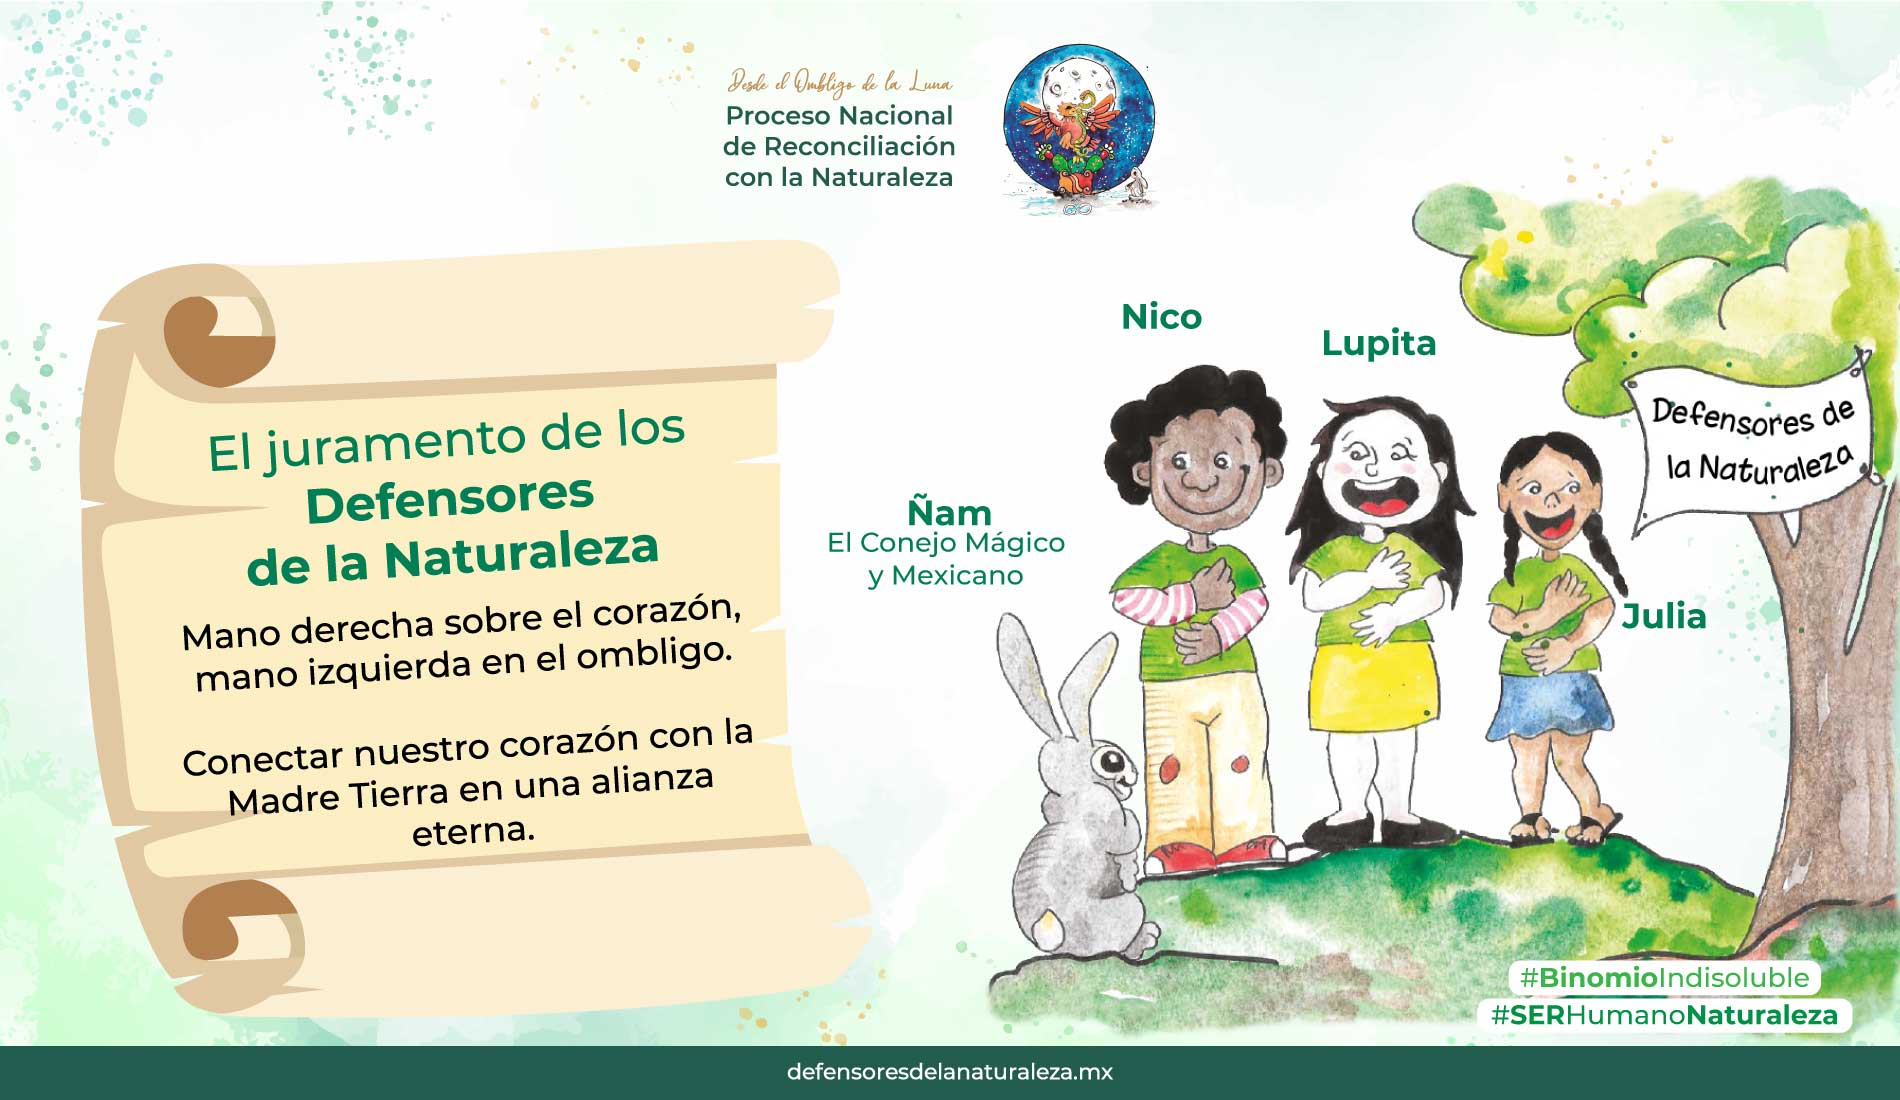 Desde el Ombligo de la Luna
Proceso Nacional
de Reconciliación
con la Naturaleza
El juramento de los
Defensores
de la Naturaleza
Mano derecha sobre el corazón,
mano izquierda en el ombligo.
Conectar nuestro corazón con la
Madre Tierra en una alianza
eterna.
Nico
Lupita
Ñam
El Conejo Mágico
y Mexicano
Julia
Defensores de
la Naturaleza
#BinomioIndisoluble
#SERHumanoNaturaleza
defensoresdelanaturaleza.mx